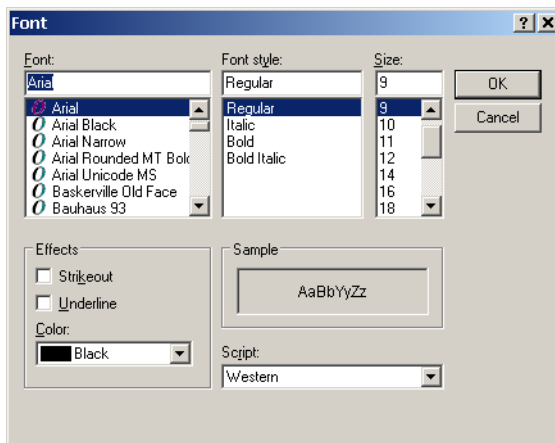 Font
Font: Font style: Size:
Arial Regular 9 OK
Arial Regular 9 Cancel
Arial Black Italic 10
Arial Narrow Bold 11
Arial Rounded MT Bold Bold Italic 12
Arial Unicode MS 14
Baskerville Old Face 16
Bauhaus 93 18
Effects Sample
Strikeout AaBbYyZz
Underline
Color: Script:
Black Western